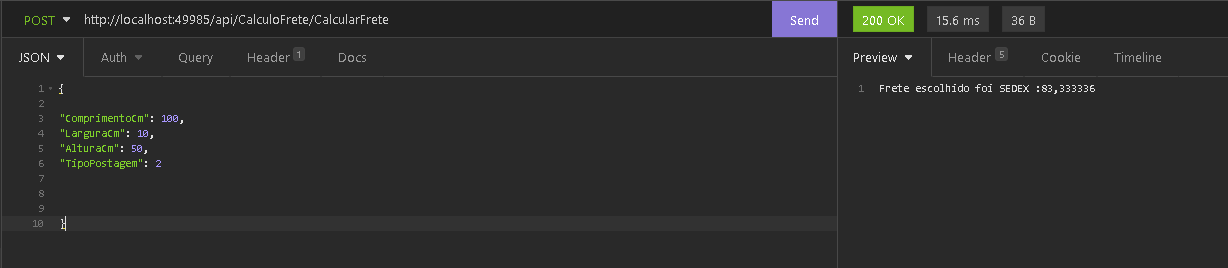 POST http://localhost:49985/api/CalculoFrete/CalcularFrete Send 200 OK 15.6 ms 36 B
JSON Auth Query Header 1 Docs Preview Header 5 Cookie Timeline
1 {
2
3 "ComprimentoCm": 100,
4 "LarguraCm": 10,
5 "AlturaCm": 50,
6 "TipoPostagem": 2
7
8
9
10 }
1 Frete escolhido foi SEDEX :83,333336